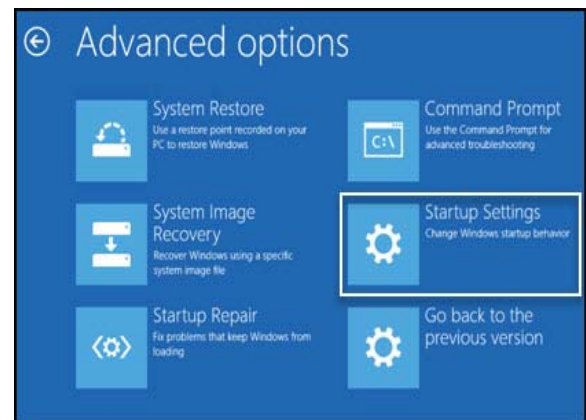 Advanced options
System Restore
Use a restore point recorded on your
PC to restore Windows
Command Prompt
Use the Command Prompt for
advanced troubleshooting
C:\
System Image
Recovery
Recover Windows using a specific
system image file
Startup Settings
Change Windows startup behavior
Startup Repair
Fix problems that keep Windows from
loading
Go back to the
previous version